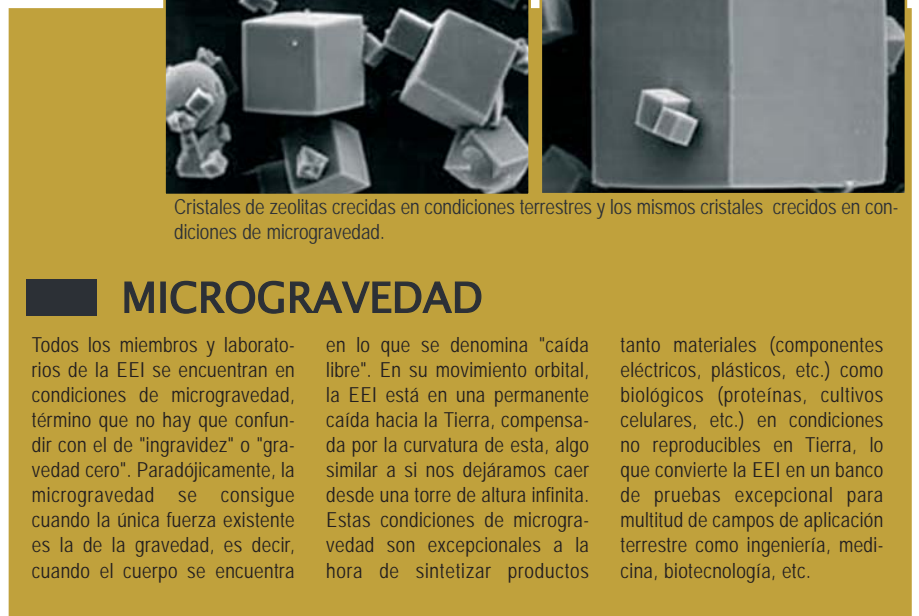 Cristales de zeolitas crecidas en condiciones terrestres y los mismos cristales crecidos en con-
diciones de microgravedad.
MICROGRAVEDAD
Todos los miembros y laborato-
rios de la EEI se encuentran en
condiciones de microgravedad,
término que no hay que confun-
dir con el de "ingravidez" o "gra-
vedad cero". Paradójicamente, la
microgravedad se consigue
cuando la única fuerza existente
es la de la gravedad, es decir,
cuando el cuerpo se encuentra
en lo que se denomina "caída
libre". En su movimiento orbital,
la EEI está en una permanente
caída hacia la Tierra, compensa-
da por la curvatura de esta, algo
similar a si nos dejáramos caer
desde una torre de altura infinita.
Estas condiciones de microgra-
vedad son excepcionales a la
hora de sintetizar productos
tanto materiales (componentes
eléctricos, plásticos, etc.) como
biológicos (proteínas, cultivos
celulares, etc.) en condiciones
no reproducibles en Tierra, lo
que convierte la EEI en un banco
de pruebas excepcional para
multitud de campos de aplicación
terrestre como ingeniería, medi-
cina, biotecnología, etc.